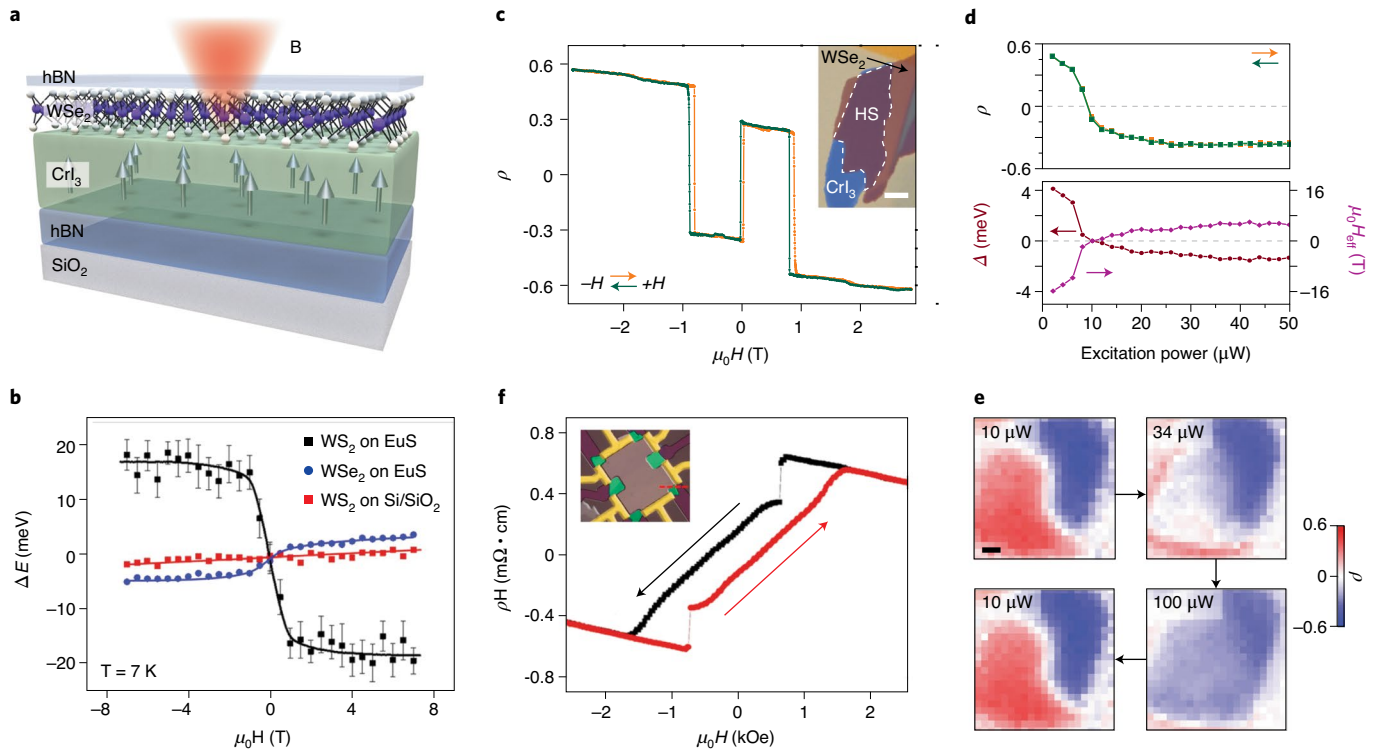 a
B
hBN
WSe2
CrI3
hBN
SiO2
b
20
10
0
−10
−20
ΔE (meV)
WS2 on EuS
WSe2 on EuS
WS2 on Si/SiO2
T = 7 K
−8
−4
0
4
8
μ0H (T)
c
0.6
0.3
0
−0.3
−0.6
ρ
WSe2
HS
CrI3
−H
+H
−2
−1
0
1
2
μ0H (T)
f
0.8
0.4
0
−0.4
−0.8
ρH (mΩ • cm)
−2
−1
0
1
2
μ0H (kOe)
d
0.6
0
−0.6
ρ
4
0
−4
Δ (meV)
16
0
−16
μ0Heff (T)
0
10
20
30
40
50
Excitation power (μW)
e
10 μW
34 μW
10 μW
100 μW
0.6
0
−0.6
ρ